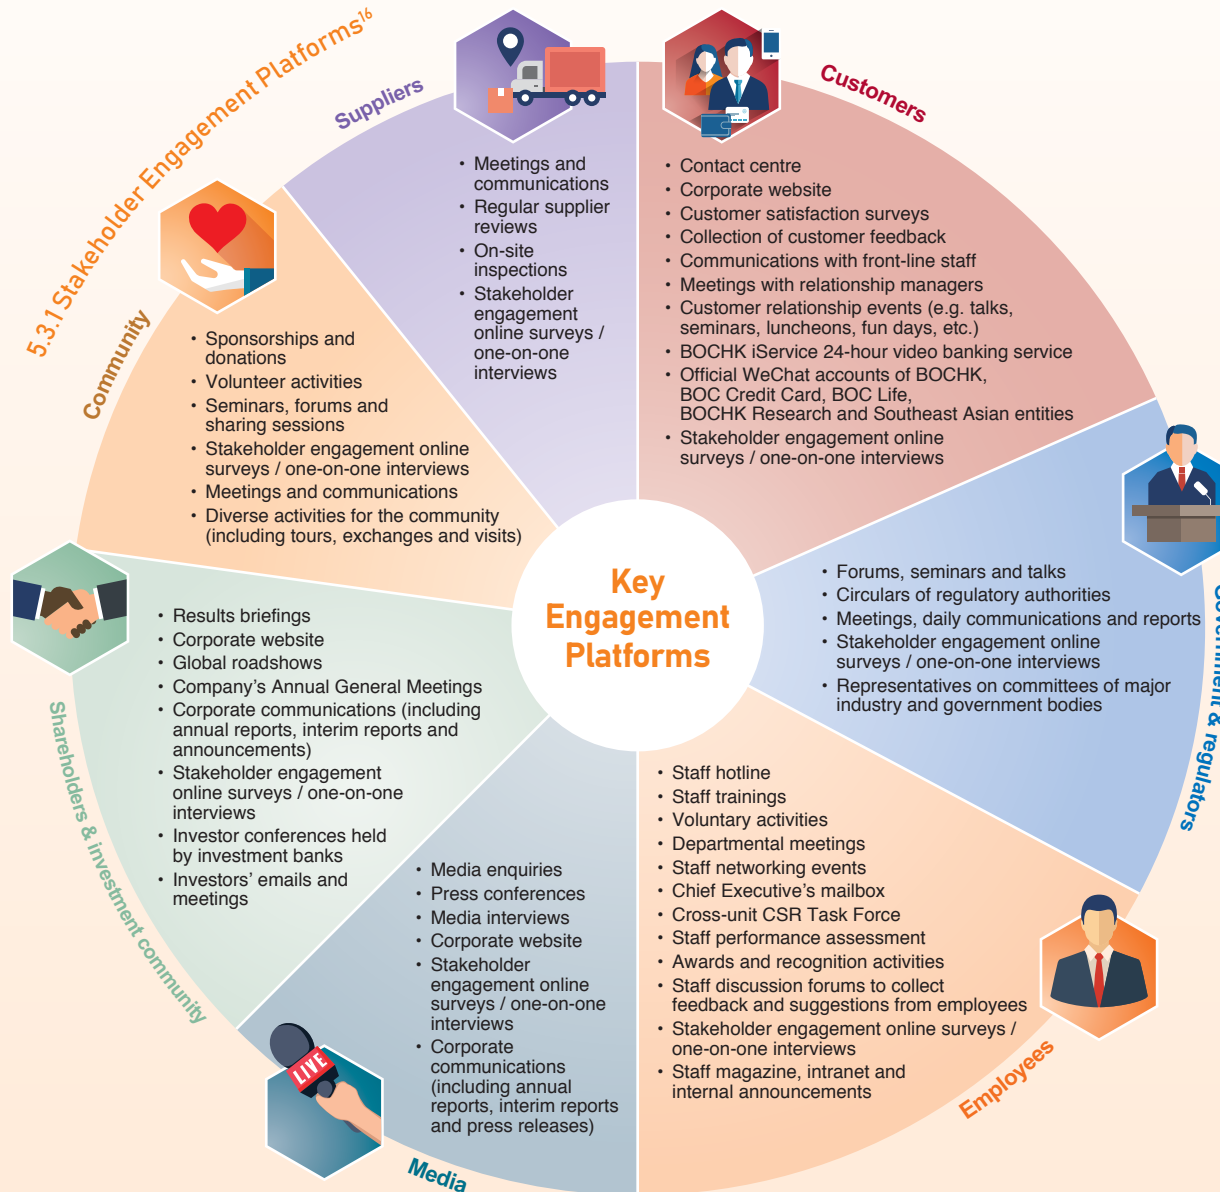 5.3.1 Stakeholder Engagement Platforms16
Suppliers
• Meetings and
communications
• Regular supplier
reviews
• On-site
inspections
• Stakeholder
engagement
online surveys /
one-on-one
interviews
Customers
• Contact centre
• Corporate website
• Customer satisfaction surveys
• Collection of customer feedback
• Communications with front-line staff
• Meetings with relationship managers
• Customer relationship events (e.g. talks,
seminars, luncheons, fun days, etc.)
• BOCHK iService 24-hour video banking service
• Official WeChat accounts of BOCHK,
BOC Credit Card, BOC Life,
BOCHK Research and Southeast Asian entities
• Stakeholder engagement online
surveys / one-on-one interviews
Community
• Sponsorships and
donations
• Volunteer activities
• Seminars, forums and
sharing sessions
• Stakeholder engagement online
surveys / one-on-one interviews
• Meetings and communications
• Diverse activities for the community
(including tours, exchanges and visits)
Key
Engagement
Platforms
Government & regulators
• Forums, seminars and talks
• Circulars of regulatory authorities
• Meetings, daily communications and reports
• Stakeholder engagement online
surveys / one-on-one interviews
• Representatives on committees of major
industry and government bodies
Shareholders & investment community
• Results briefings
• Corporate website
• Global roadshows
• Company's Annual General Meetings
• Corporate communications (including
annual reports, interim reports and
announcements)
• Stakeholder engagement
online surveys / one-on-one
interviews
• Investor conferences held
by investment banks
• Investors' emails and
meetings
Media
• Media enquiries
• Press conferences
• Media interviews
• Corporate website
• Stakeholder
engagement online
surveys / one-on-one
interviews
• Corporate
communications
(including annual
reports, interim reports
and press releases)
LIVE
Employees
• Staff hotline
• Staff trainings
• Voluntary activities
• Departmental meetings
• Staff networking events
• Chief Executive's mailbox
• Cross-unit CSR Task Force
• Staff performance assessment
• Awards and recognition activities
• Staff discussion forums to collect
feedback and suggestions from employees
• Stakeholder engagement online surveys /
one-on-one interviews
• Staff magazine, intranet and
internal announcements